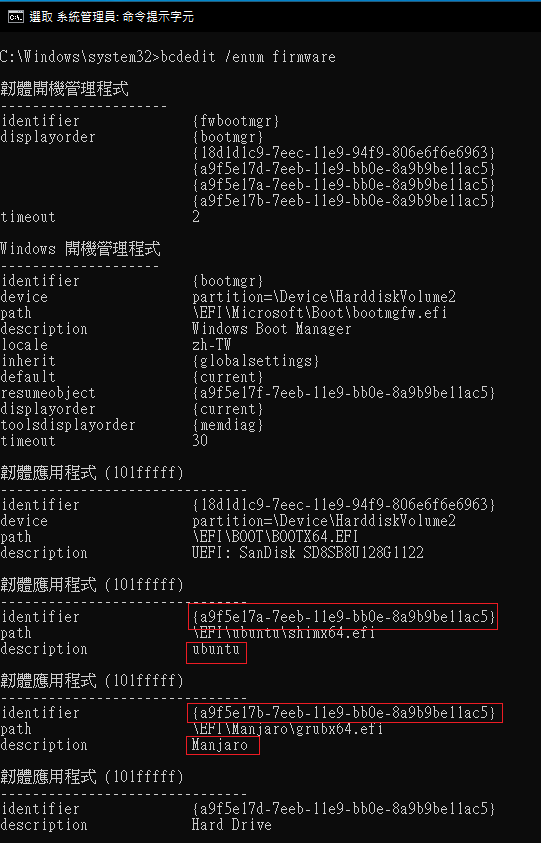 選取 系統管理員: 命令提示字元
C:\Windows\system32>bcdedit /enum firmware
韌體開機管理程式
---------------------
identifier {fwbootmgr}
displayorder {bootmgr}
{18d1d1c9-7eec-11e9-94f9-806e6f6e6963}
{a9f5e17d-7eeb-11e9-bb0e-8a9b9be11ac5}
{a9f5e17a-7eeb-11e9-bb0e-8a9b9be11ac5}
{a9f5e17b-7eeb-11e9-bb0e-8a9b9be11ac5}
timeout 2
Windows 開機管理程式
--------------------
identifier {bootmgr}
device partition=\Device\HarddiskVolume2
path \EFI\Microsoft\Boot\bootmgfw.efi
description Windows Boot Manager
locale zh-TW
inherit {globalsettings}
default {current}
resumeobject {a9f5e17f-7eeb-11e9-bb0e-8a9b9be11ac5}
displayorder {current}
toolsdisplayorder {memdiag}
timeout 30
韌體應用程式 (101fffff)
-------------------------------
identifier {18d1d1c9-7eec-11e9-94f9-806e6f6e6963}
device partition=\Device\HarddiskVolume2
path \EFI\BOOT\BOOTX64.EFI
description UEFI: SanDisk SD8SB8U128G1122
韌體應用程式 (101fffff)
-------------------------------
identifier {a9f5e17a-7eeb-11e9-bb0e-8a9b9be11ac5}
path \EFI\ubuntu\shimx64.efi
description ubuntu
韌體應用程式 (101fffff)
-------------------------------
identifier {a9f5e17b-7eeb-11e9-bb0e-8a9b9be11ac5}
path \EFI\Manjaro\grubx64.efi
description Manjaro
韌體應用程式 (101fffff)
-------------------------------
identifier {a9f5e17d-7eeb-11e9-bb0e-8a9b9be11ac5}
description Hard Drive